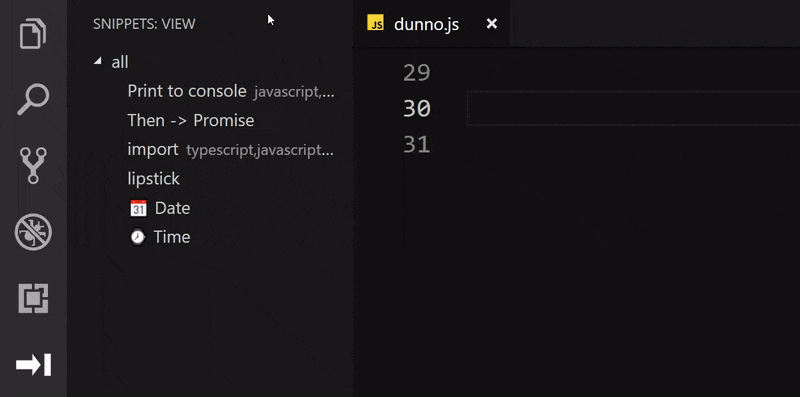 SNIPPETS: VIEW
all
Print to console javascript,...
Then -> Promise
import typescript,javascript...
lipstick
31 Date
Time
JS dunno.js ×
29
30
31